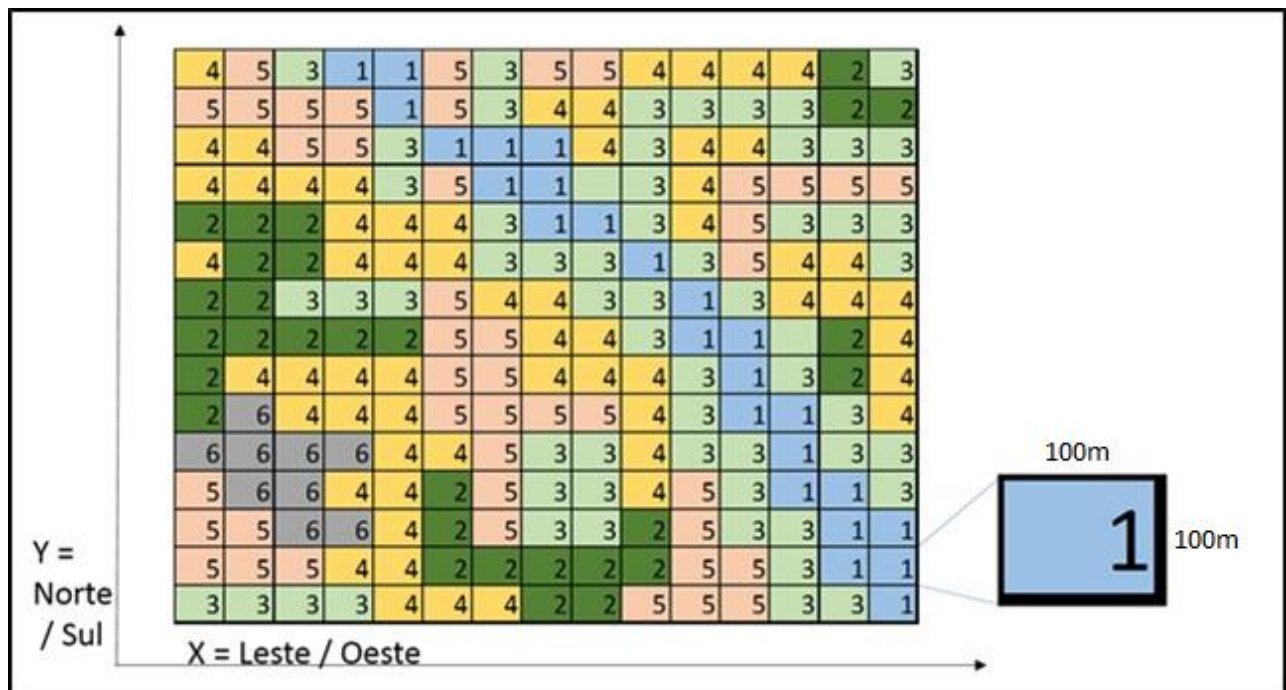 4 5 3 1 1 5 3 5 5 4 4 4 4 2 3
5 5 5 5 1 5 3 4 4 3 3 3 3 2 2
4 4 5 5 3 1 1 1 4 3 4 4 3 3 3
4 4 4 4 3 5 1 1 3 4 5 5 5 5
2 2 2 4 4 4 3 1 1 3 4 5 3 3 3
4 2 2 4 4 4 3 3 3 1 3 5 4 4 3
2 2 3 3 3 5 4 4 3 3 1 3 4 4 4
2 2 2 2 2 5 5 4 4 3 1 1 2 4
2 4 4 4 4 5 5 4 4 4 3 1 3 2 4
2 6 4 4 4 5 5 5 5 4 3 1 1 3 4
6 6 6 6 4 4 5 3 3 4 3 3 1 3 3
5 6 6 4 4 2 5 3 3 4 5 3 1 1 3
5 5 6 6 4 2 5 3 3 2 5 3 3 1 1
5 5 5 4 4 2 2 2 2 2 5 5 3 1 1
3 3 3 3 4 4 4 2 2 5 5 5 3 3 1
Y =
Norte
/ Sul
X = Leste / Oeste
100m
1
100m